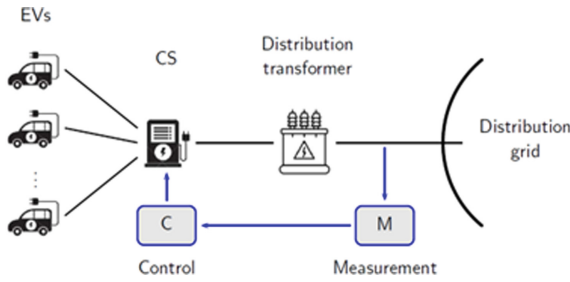 EVs
CS
Distribution
transformer
Distribution
grid
C
M
Control
Measurement